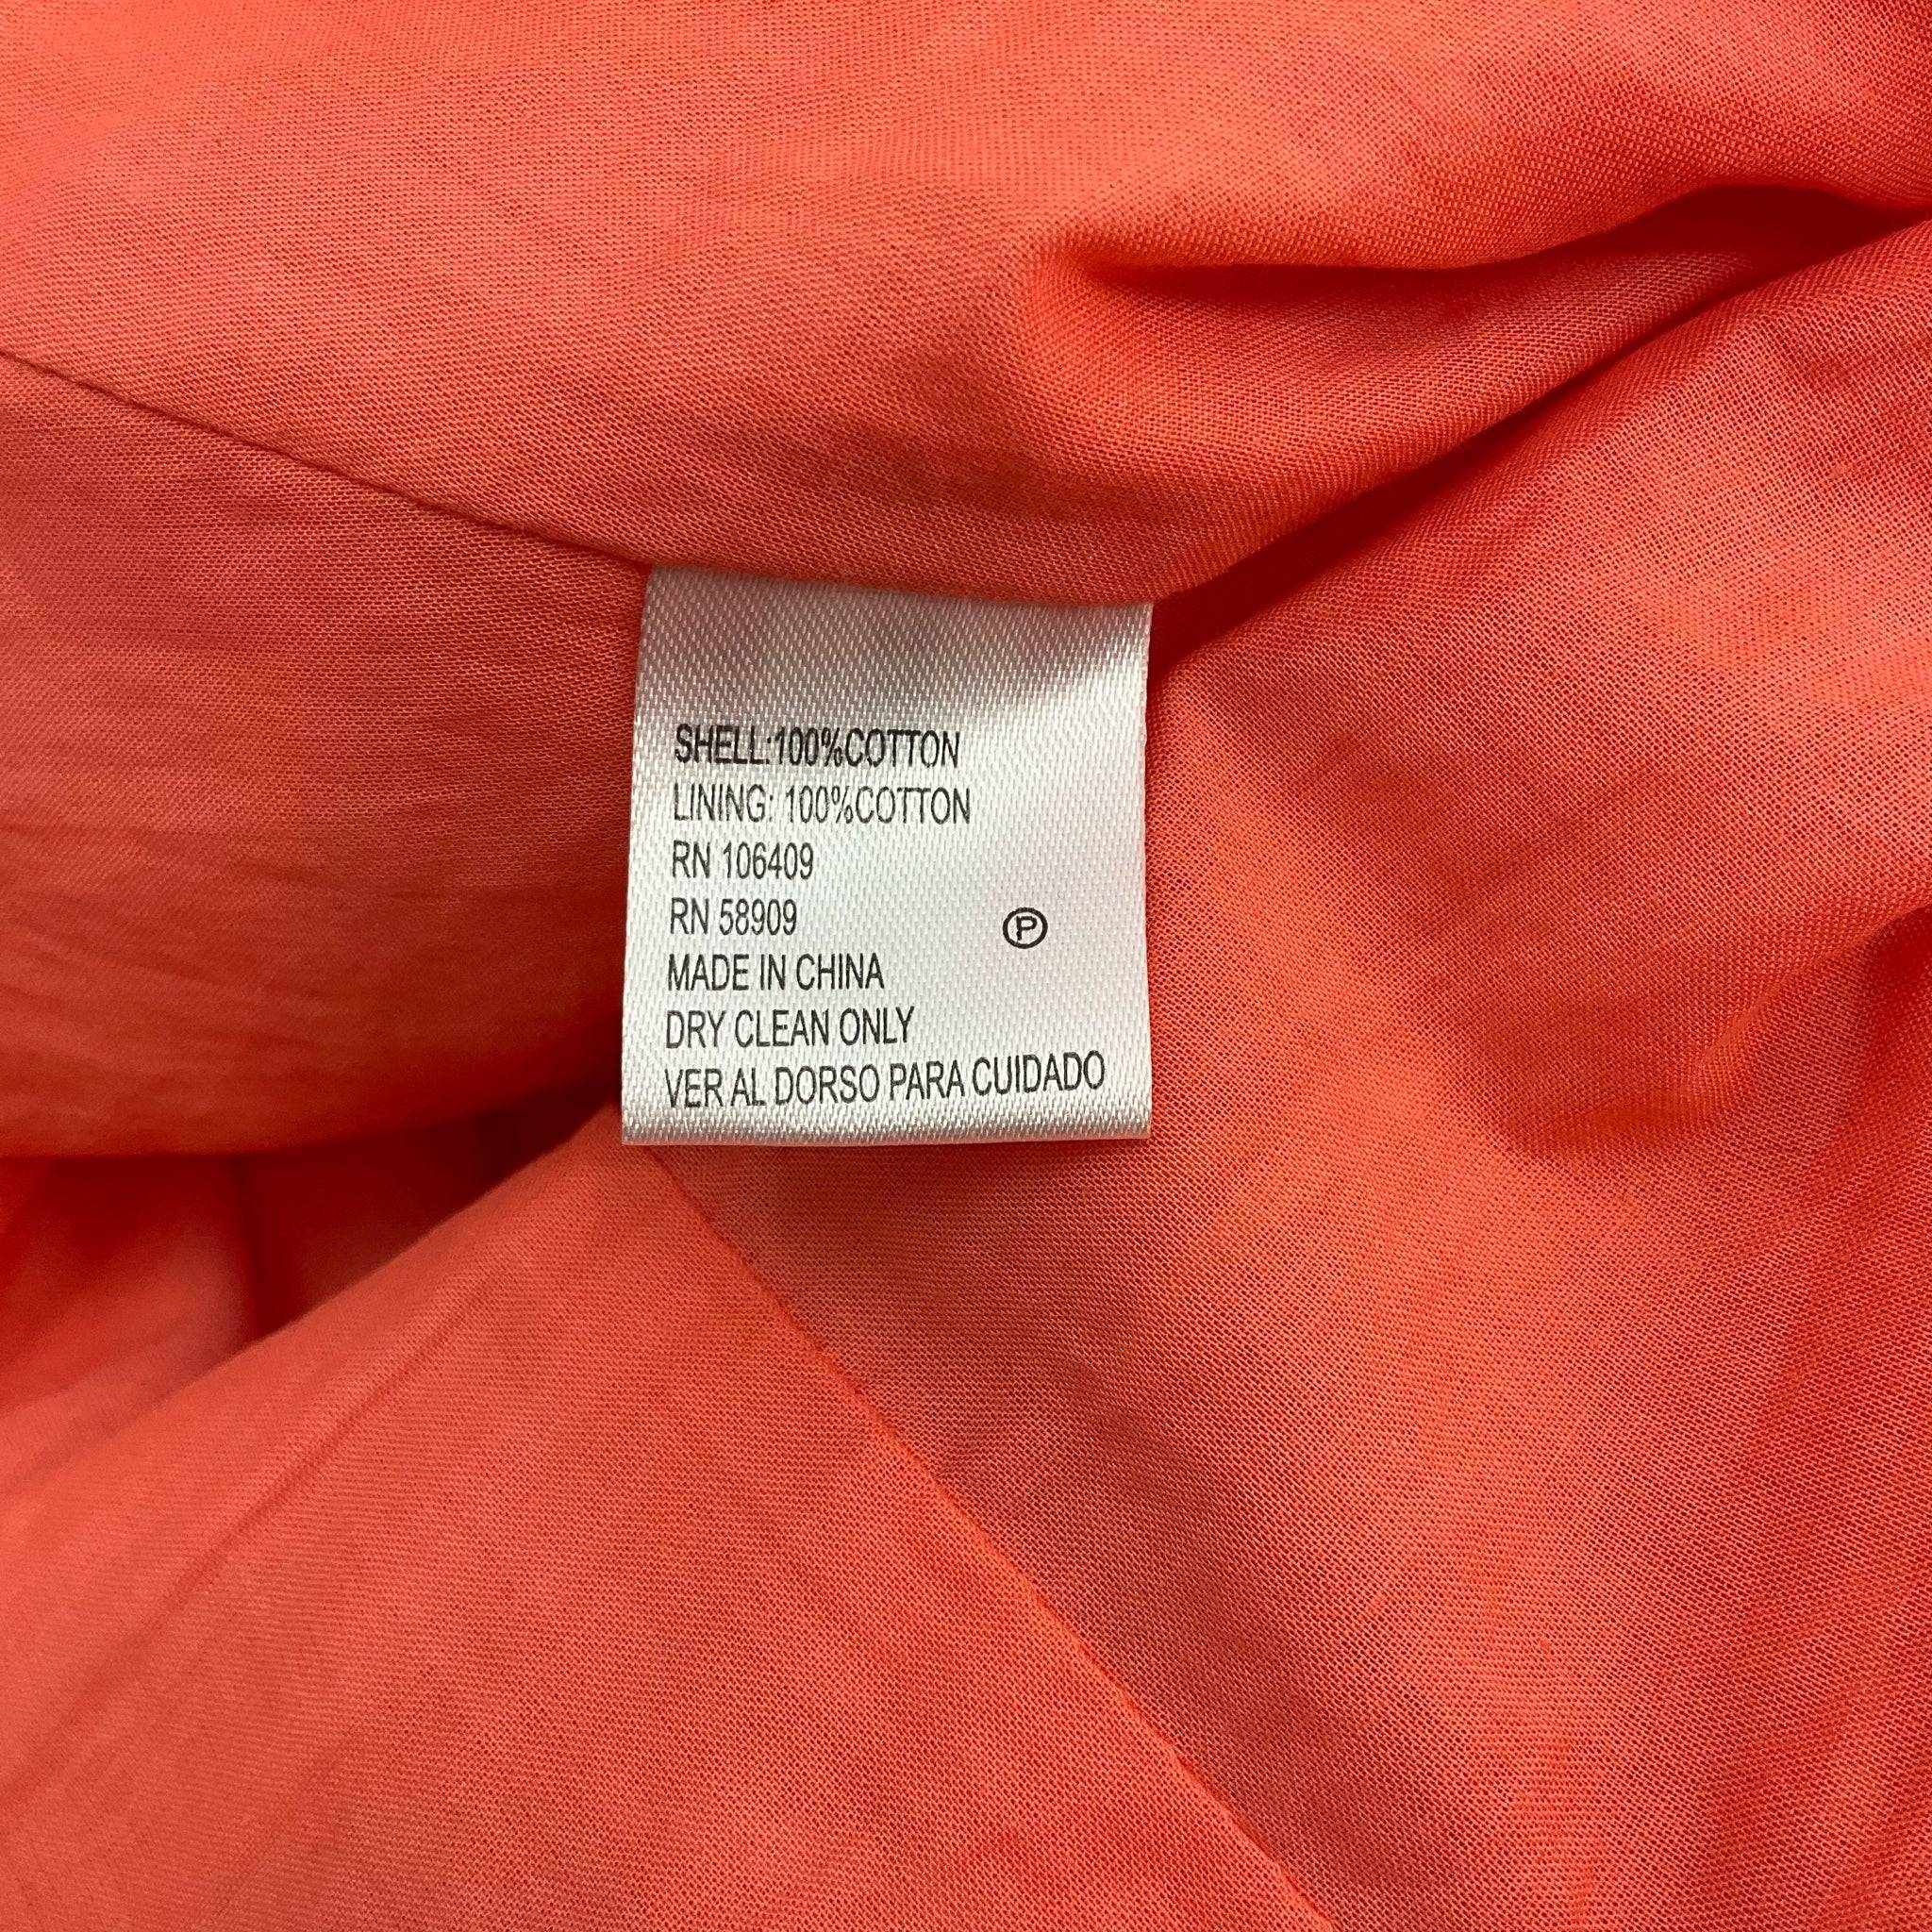 SHELL:100%COTTON
LINING: 100%COTTON
RN 106409
RN 58909
P
MADE IN CHINA
DRY CLEAN ONLY
VER AL DORSO PARA CUIDADO